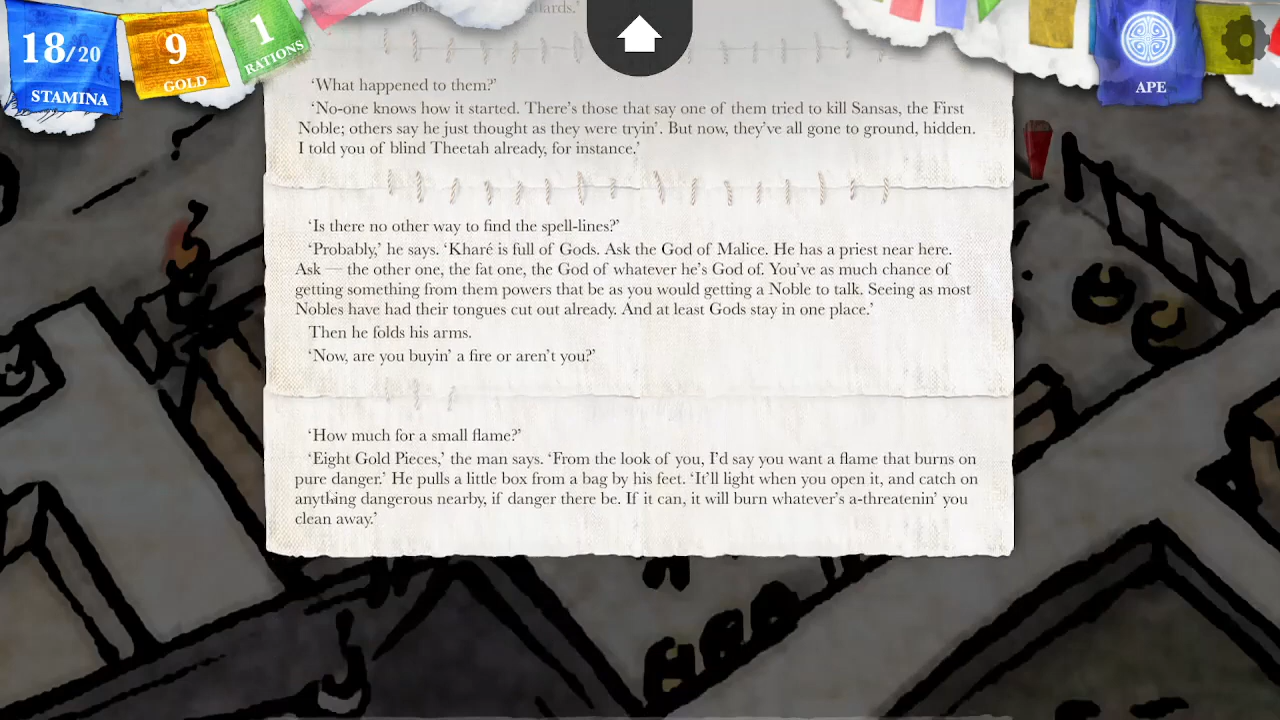 18/20
STAMINA
9
GOLD
1
RATIONS
APE
‘What happened to them?’
‘No-one knows how it started. There’s those that say one of them tried to kill Sansas, the First
Noble; others say he just thought as they were tryin’. But now, they’ve all gone to ground, hidden.
I told you of blind Theetah already, for instance.’
‘Is there no other way to find the spell-lines?’
‘Probably,’ he says. ‘Kharé is full of Gods. Ask the God of Malice. He has a priest near here.
Ask — the other one, the fat one, the God of whatever he’s God of. You’ve as much chance of
getting something from them powers that be as you would getting a Noble to talk. Seeing as most
Nobles have had their tongues cut out already. And at least Gods stay in one place.’
Then he folds his arms.
‘Now, are you buyin’ a fire or aren’t you?’
‘How much for a small flame?’
‘Eight Gold Pieces,’ the man says. ‘From the look of you, I’d say you want a flame that burns on
pure danger.’ He pulls a little box from a bag by his feet. ‘It’ll light when you open it, and catch on
anything dangerous nearby, if danger there be. If it can, it will burn whatever’s a-threatenin’ you
clean away.’